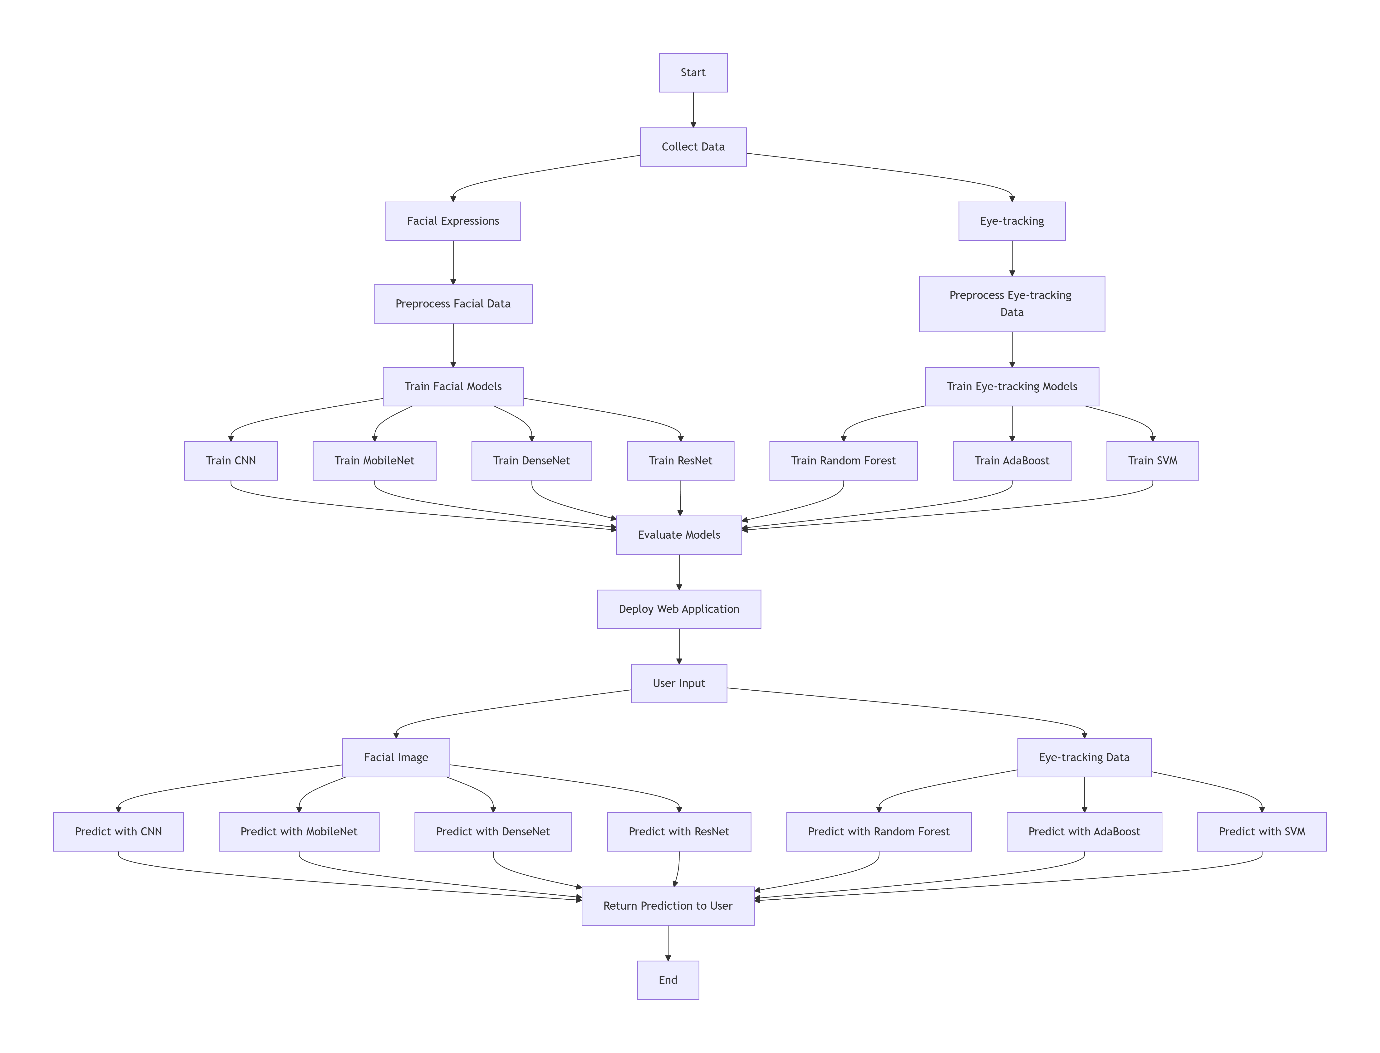 Start
Collect Data
Facial Expressions
Eye-tracking
Preprocess Facial Data
Preprocess Eye-tracking
Data
Train Facial Models
Train Eye-tracking Models
Train CNN
Train MobileNet
Train DenseNet
Train ResNet
Train Random Forest
Train AdaBoost
Train SVM
Evaluate Models
Deploy Web Application
User Input
Facial Image
Eye-tracking Data
Predict with CNN
Predict with MobileNet
Predict with DenseNet
Predict with ResNet
Predict with Random Forest
Predict with AdaBoost
Predict with SVM
Return Prediction to User
End